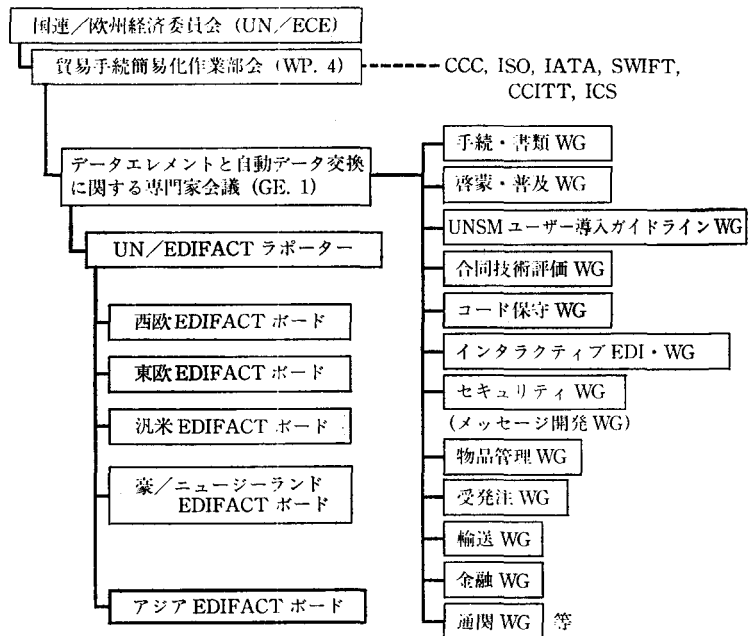 国連／欧州経済委員会 (UN／ECE)
貿易手続簡易化作業部会 (WP. 4)
CCC, ISO, IATA, SWIFT,
CCITT, ICS
データエレメントと自動データ交換
に関する専門家会議 (GE. 1)
UN／EDIFACT ラポーター
西欧 EDIFACT ボード
東欧 EDIFACT ボード
汎米 EDIFACT ボード
豪／ニュージーランド
EDIFACT ボード
アジア EDIFACT ボード
手続・書類 WG
啓蒙・普及 WG
UNSM ユーザー導入ガイドライン WG
合同技術評価 WG
コード保守 WG
インタラクティブ EDI・WG
セキュリティ WG
(メッセージ開発 WG)
物品管理 WG
受発注 WG
輸送 WG
金融 WG
通関 WG 等